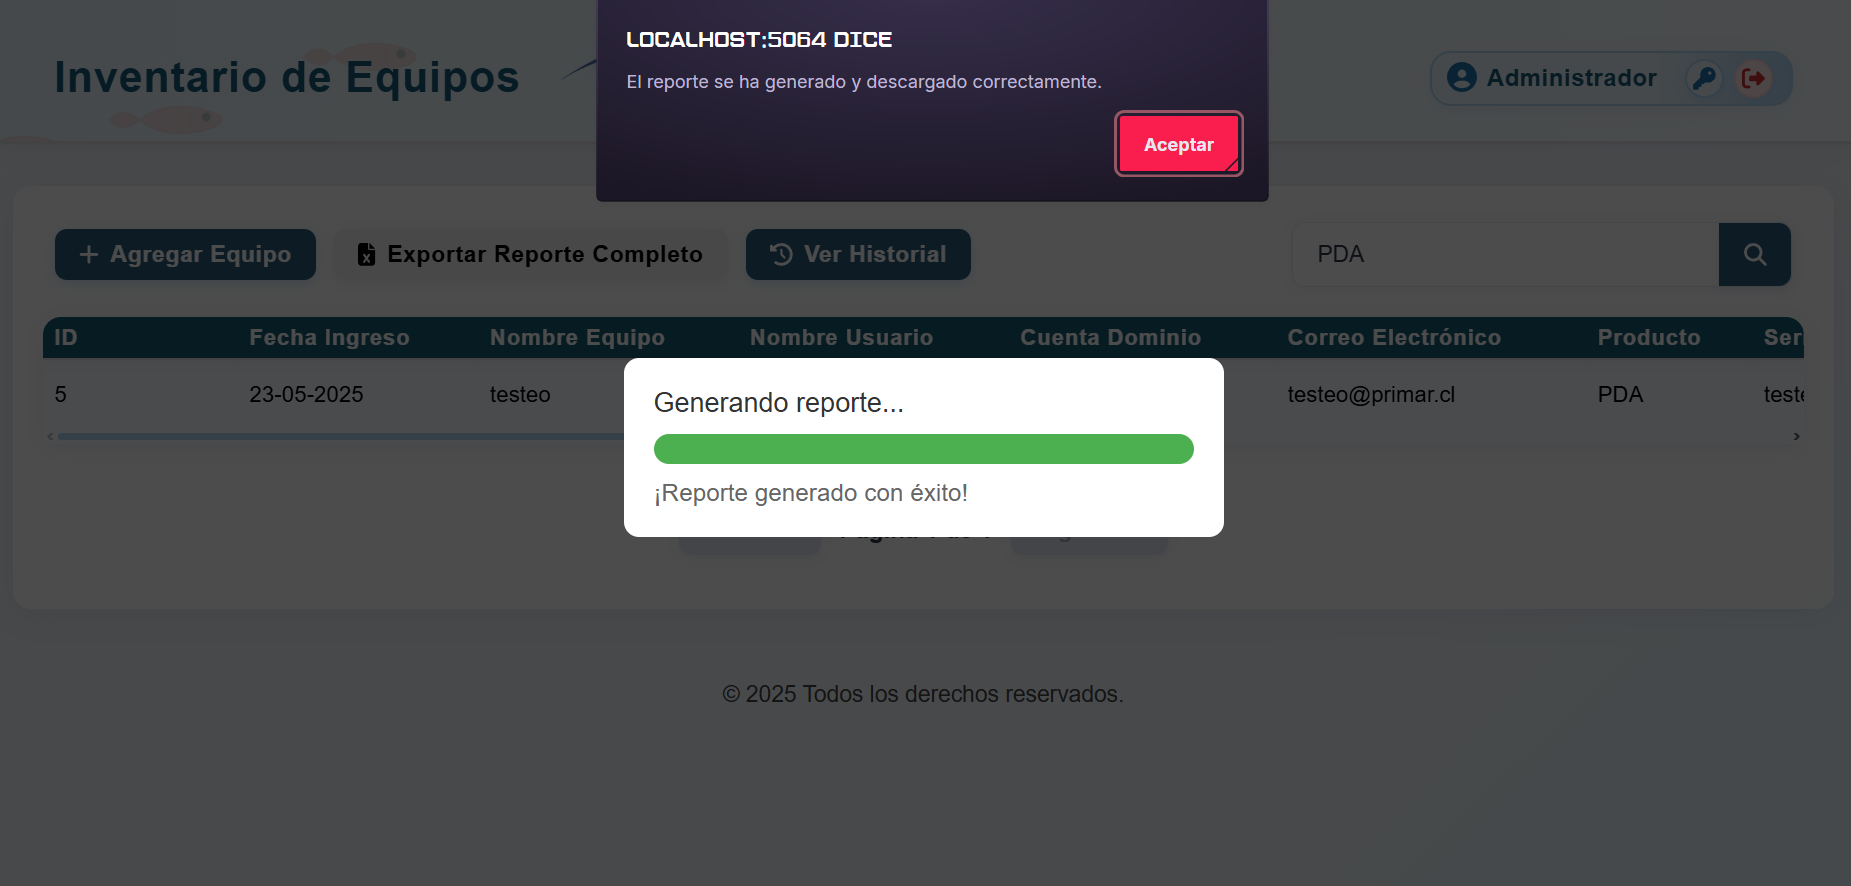 LOCALHOST:5064 DICE
El reporte se ha generado y descargado correctamente.
Aceptar
Inventario de Equipos
Administrador
Agregar Equipo
Exportar Reporte Completo
Ver Historial
PDA
ID Fecha Ingreso Nombre Equipo Nombre Usuario Cuenta Dominio Correo Electrónico Producto Ser
5 23-05-2025 testeo testeo@primar.cl PDA teste
Generando reporte...
¡Reporte generado con éxito!
© 2025 Todos los derechos reservados.